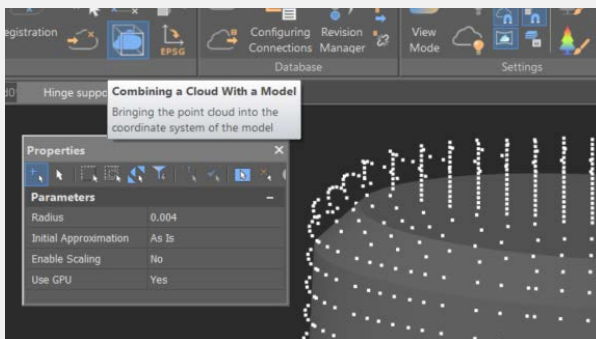 egistration
EPSG
Configuring
Connections
Revision
Manager
View
Mode
Database
Settings
Hinge suppo
Combining a Cloud With a Model
Bringing the point cloud into the
coordinate system of the model
Properties
Parameters
Radius 0.004
Initial Approximation As Is
Enable Scaling No
Use GPU Yes